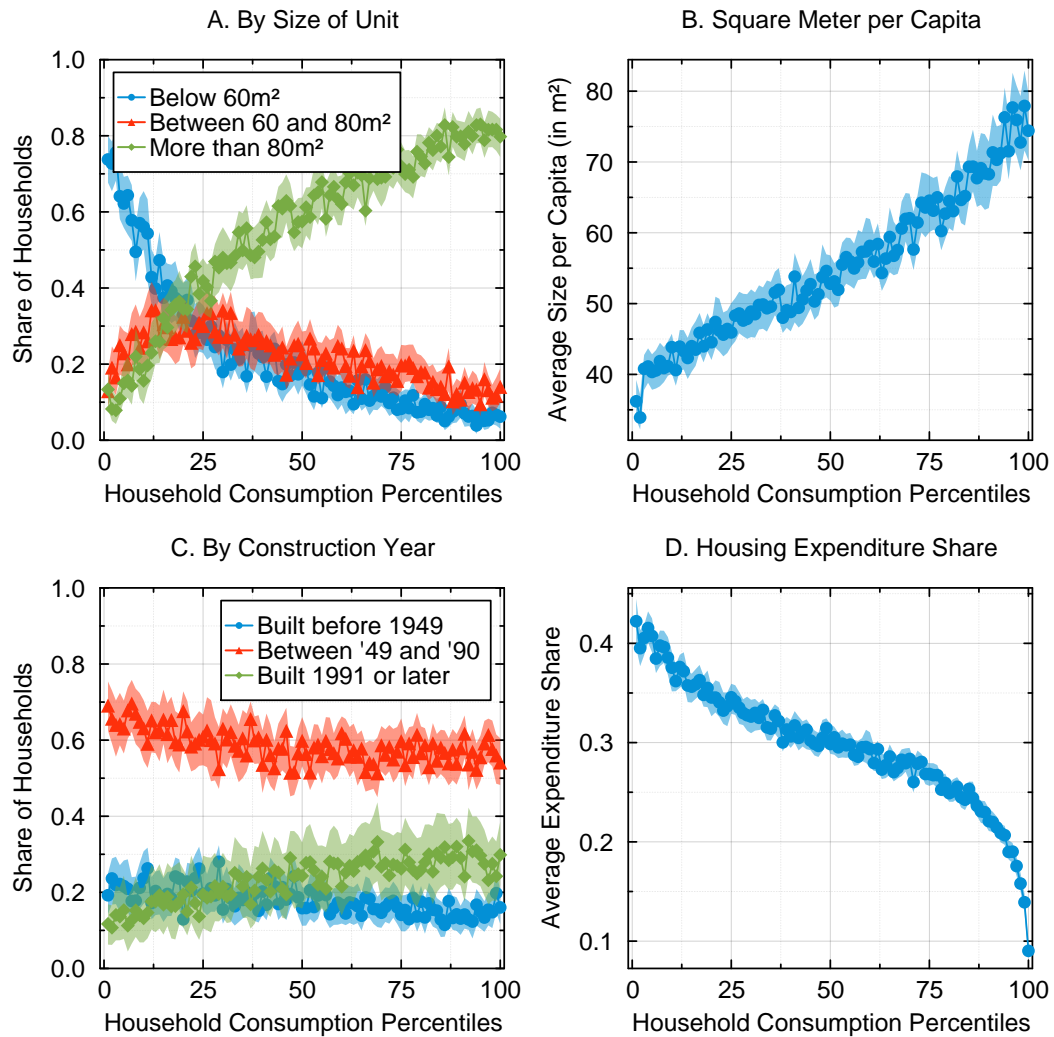 A. By Size of Unit
Share of Households
1.0
0.8
0.6
0.4
0.2
0.0
Below 60m²
Between 60 and 80m²
More than 80m²
0 25 50 75 100
Household Consumption Percentiles
B. Square Meter per Capita
Average Size per Capita (in m²)
80
70
60
50
40
0 25 50 75 100
Household Consumption Percentiles
C. By Construction Year
Share of Households
1.0
0.8
0.6
0.4
0.2
0.0
Built before 1949
Between '49 and '90
Built 1991 or later
0 25 50 75 100
Household Consumption Percentiles
D. Housing Expenditure Share
Average Expenditure Share
0.4
0.3
0.2
0.1
0 25 50 75 100
Household Consumption Percentiles